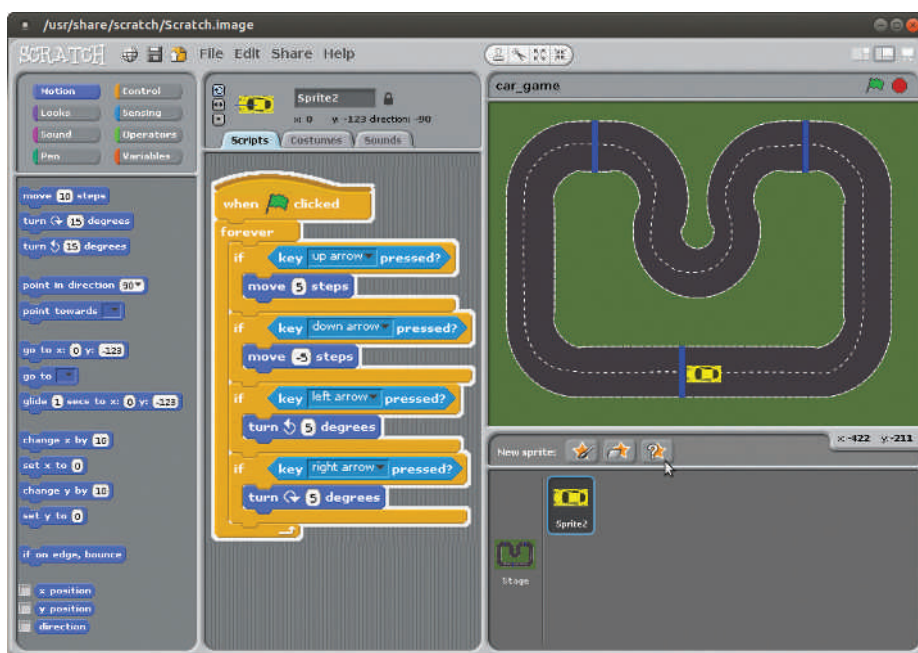 /usr/share/scratch/Scratch.image
SCRATCH File Edit Share Help
Motion Control
Looks Sensing
Sound Operators
Pen Variables
move 10 steps
turn 15 degrees
turn 15 degrees
point in direction 90
point towards
go to x: 0 y: -123
go to
glide 1 secs to x: 0 y: -123
change x by 10
set x to 0
change y by 10
set y to 0
if on edge, bounce
x position
y position
direction
Sprite2
x: 0 y: -123 direction: -90
Scripts Costumes Sounds
when clicked
forever
if key up arrow pressed?
move 5 steps
if key down arrow pressed?
move -5 steps
if key left arrow pressed?
turn 5 degrees
if key right arrow pressed?
turn 5 degrees
car_game
x: -422 y: -211
New sprite:
Sprite2
Stage